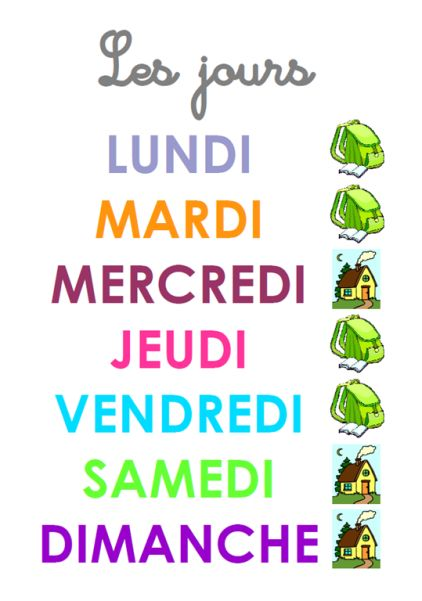 Les jours
LUNDI
MARDI
MERCREDI
JEUDI
VENDREDI
SAMEDI
DIMANCHE